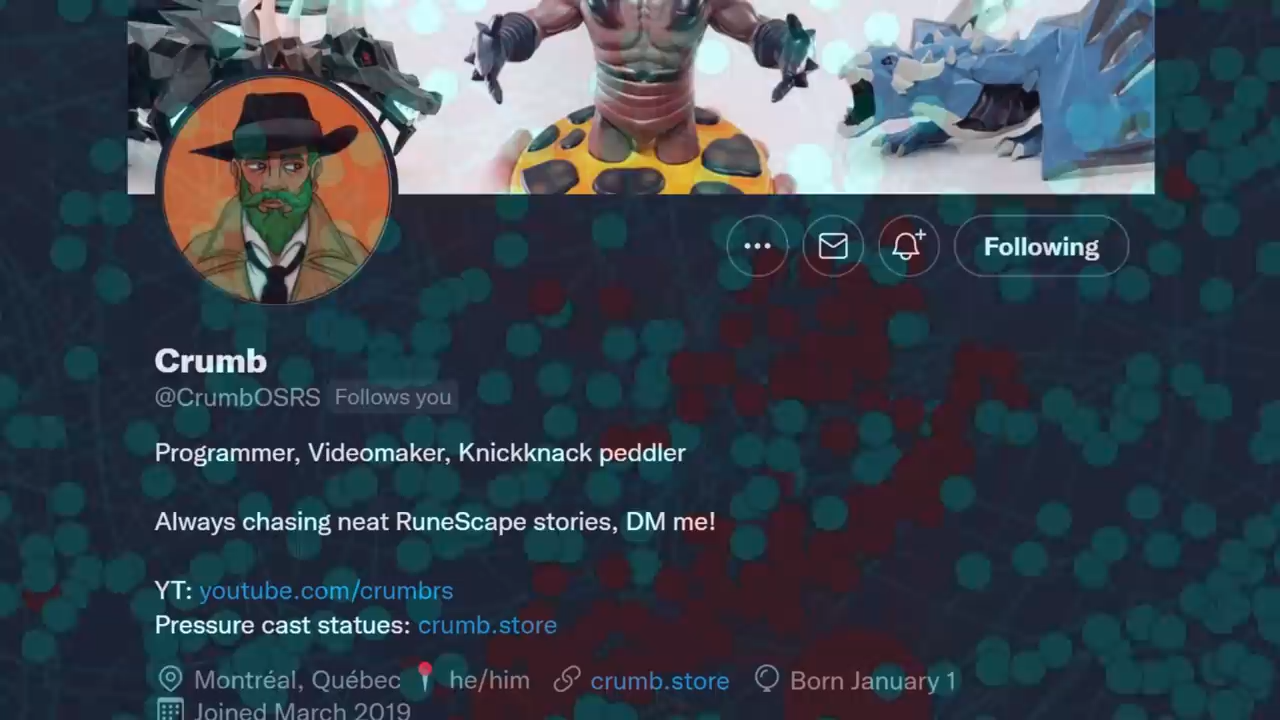 Following
Crumb
@CrumbOSRS Follows you
Programmer, Videomaker, Knickknack peddler
Always chasing neat RuneScape stories, DM me!
YT: youtube.com/crumbrs
Pressure cast statues: crumb.store
Montréal, Québec he/him crumb.store Born January 1
Joined March 2019